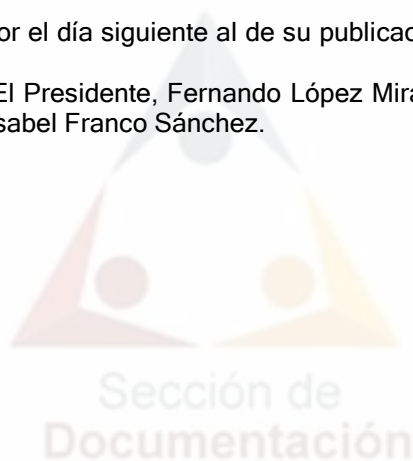 or el día siguiente al de su publicac
El Presidente, Fernando López Mira
sabel Franco Sánchez.
Sección de
Documentación